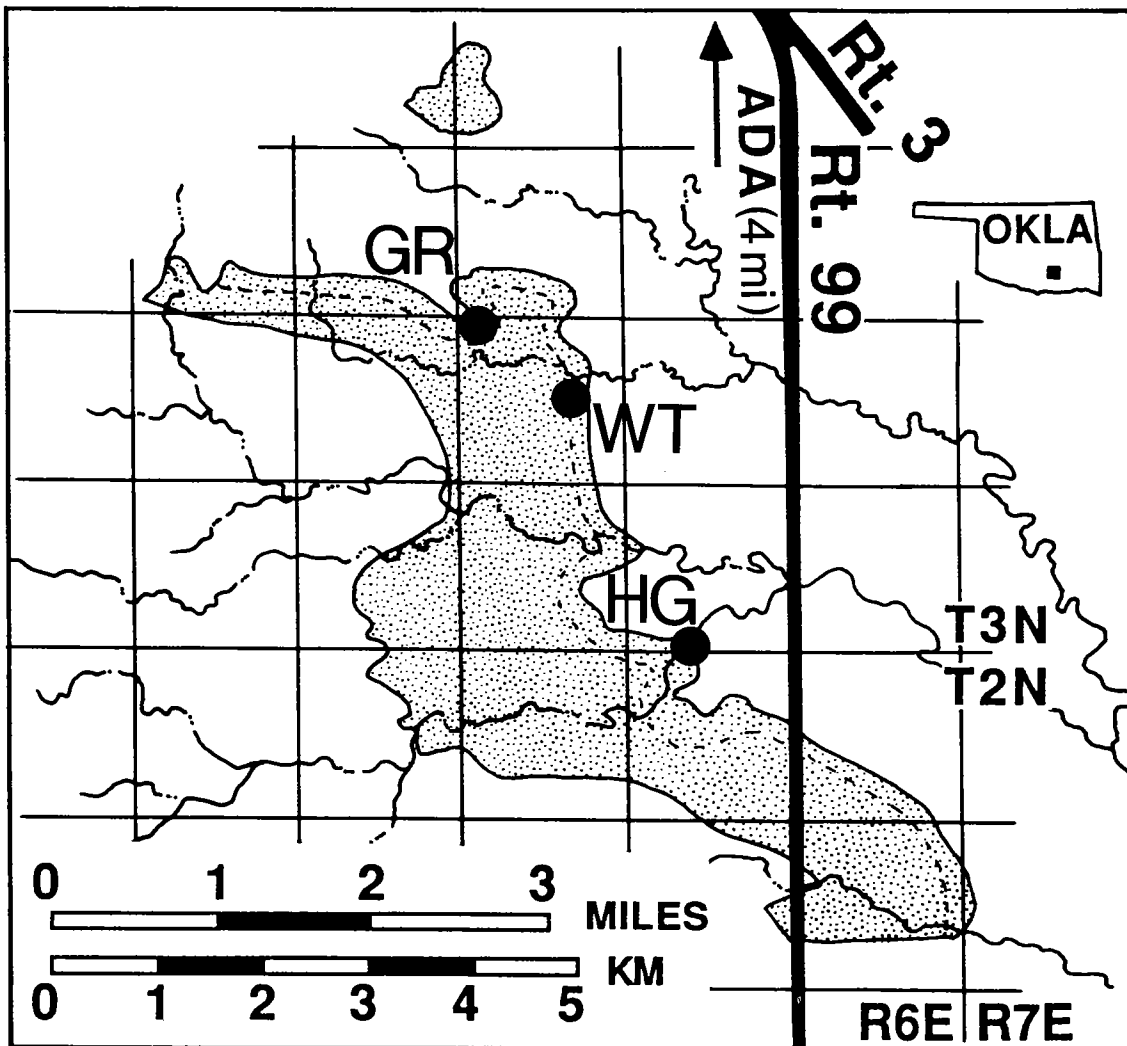 Rt. 3
ADA (4 mi)
Rt. 99
OKLA
GR
WT
HG
T3N
T2N
0 1 2 3
MILES
KM
0 1 2 3 4 5
R6E R7E